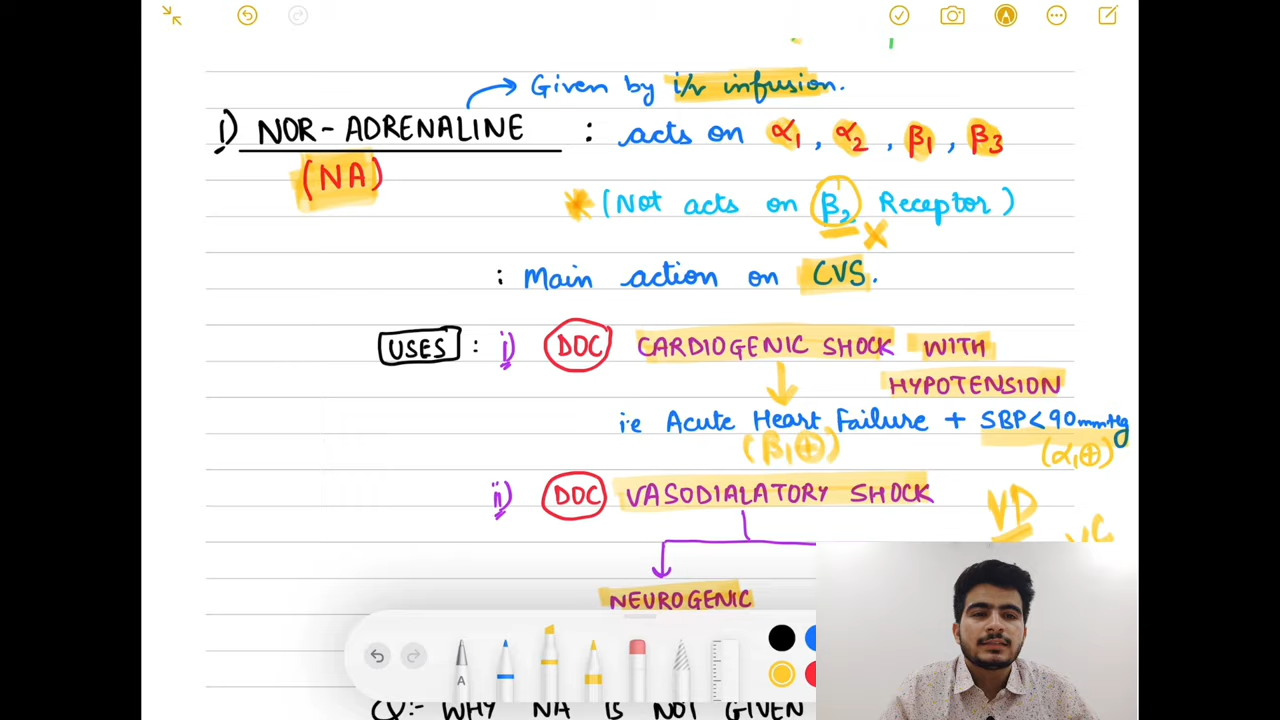 Given by i/v infusion.
i) NOR-ADRENALINE : acts on α1, α2, β1, β3
(NA)
* (Not acts on β2 Receptor)
X
: Main action on CVS.
USES : i) DOC CARDIOGENIC SHOCK WITH
HYPOTENSION
i.e Acute Heart Failure + SBP<90mmHg
(β1⊕) (α1⊕)
ii) DOC VASODIALATORY SHOCK
VD
VC
NEUROGENIC
A
Q:- WHY NA IS NOT GIVEN